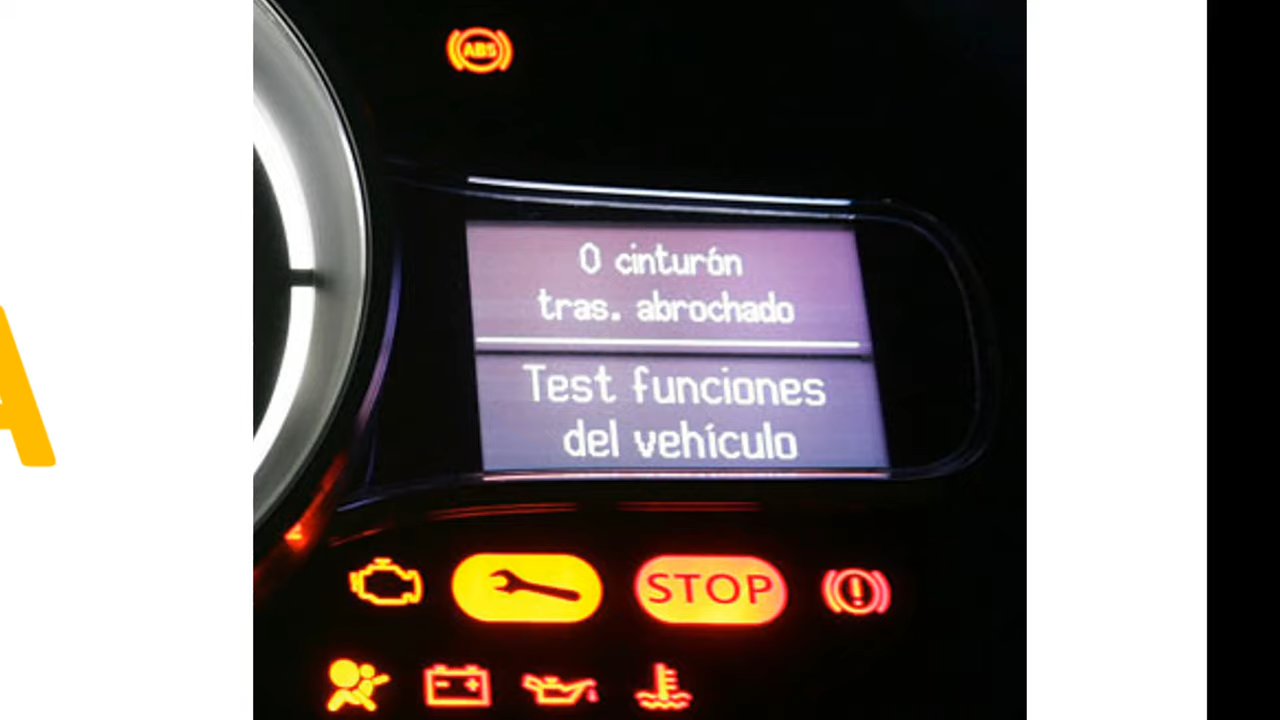 ABS
0 cinturón
tras. abrochado
Test funciones
del vehículo
STOP
A